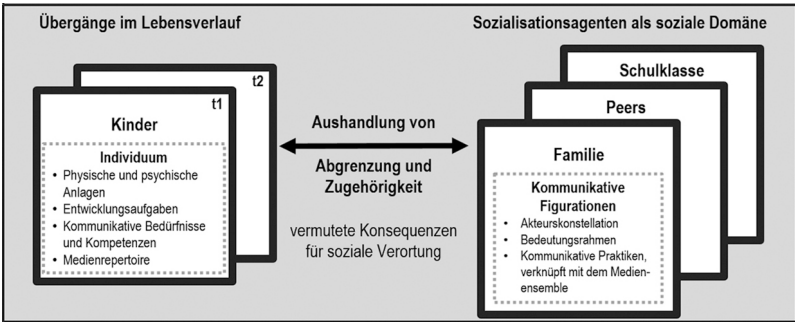 Übergänge im Lebensverlauf
Sozialisationsagenten als soziale Domäne
t2
t1
Kinder
Individuum
• Physische und psychische
Anlagen
• Entwicklungsaufgaben
• Kommunikative Bedürfnisse
und Kompetenzen
• Medienrepertoire
Aushandlung von
Abgrenzung und
Zugehörigkeit
vermutete Konsequenzen
für soziale Verortung
Schulklasse
Peers
Familie
Kommunikative
Figurationen
• Akteurskonstellation
• Bedeutungsrahmen
• Kommunikative Praktiken,
verknüpft mit dem Medien-
ensemble